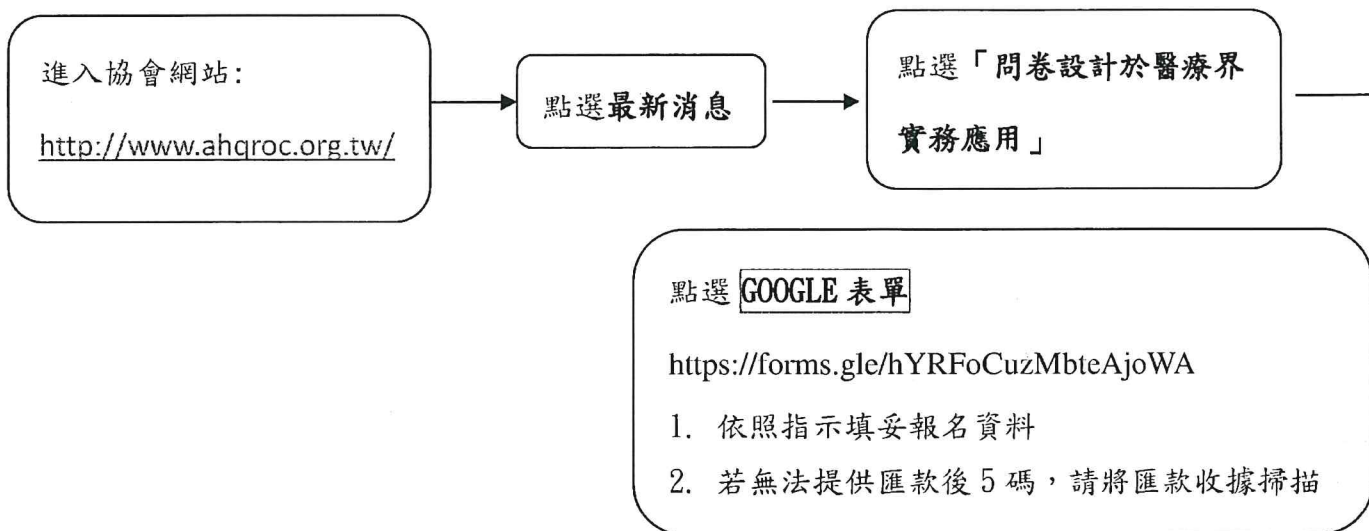 進入協會網站:
http://www.ahqroc.org.tw/
點選最新消息
點選「問卷設計於醫療界
實務應用」
點選 GOOGLE 表單
https://forms.gle/hYRFoCuzMbteAjoWA
1. 依照指示填妥報名資料
2. 若無法提供匯款後 5 碼，請將匯款收據掃描